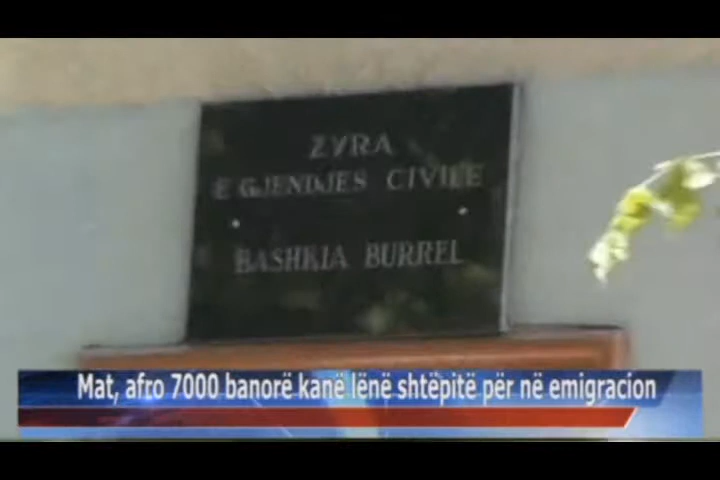 ZYRA
E GJENDJES CIVILE
BASHKIA BURREL
Mat, afro 7000 banorë kanë lënë shtëpitë për në emigracion